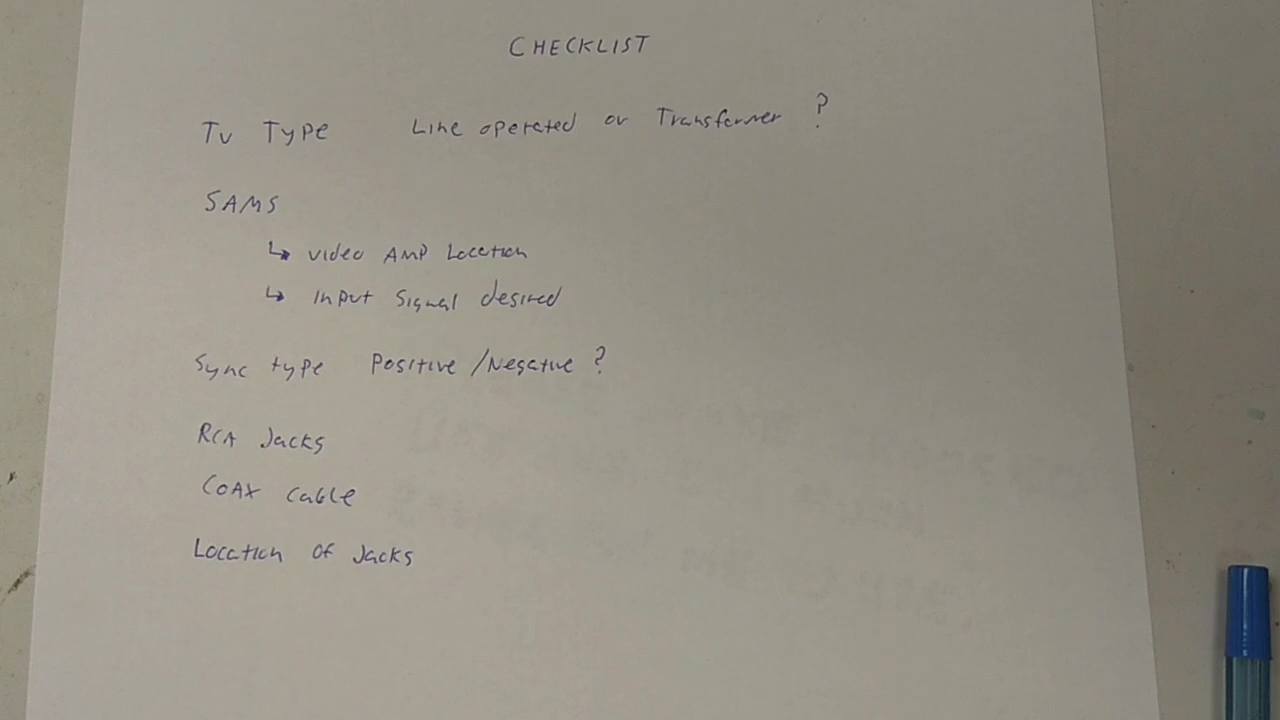 CHECKLIST
TV TYPE Line operated or Transformer ?
SAMS
↳ video AMP Location
↳ Input Signal desired
Sync type Positive/Negative ?
RCA Jacks
COAX Cable
Location of Jacks